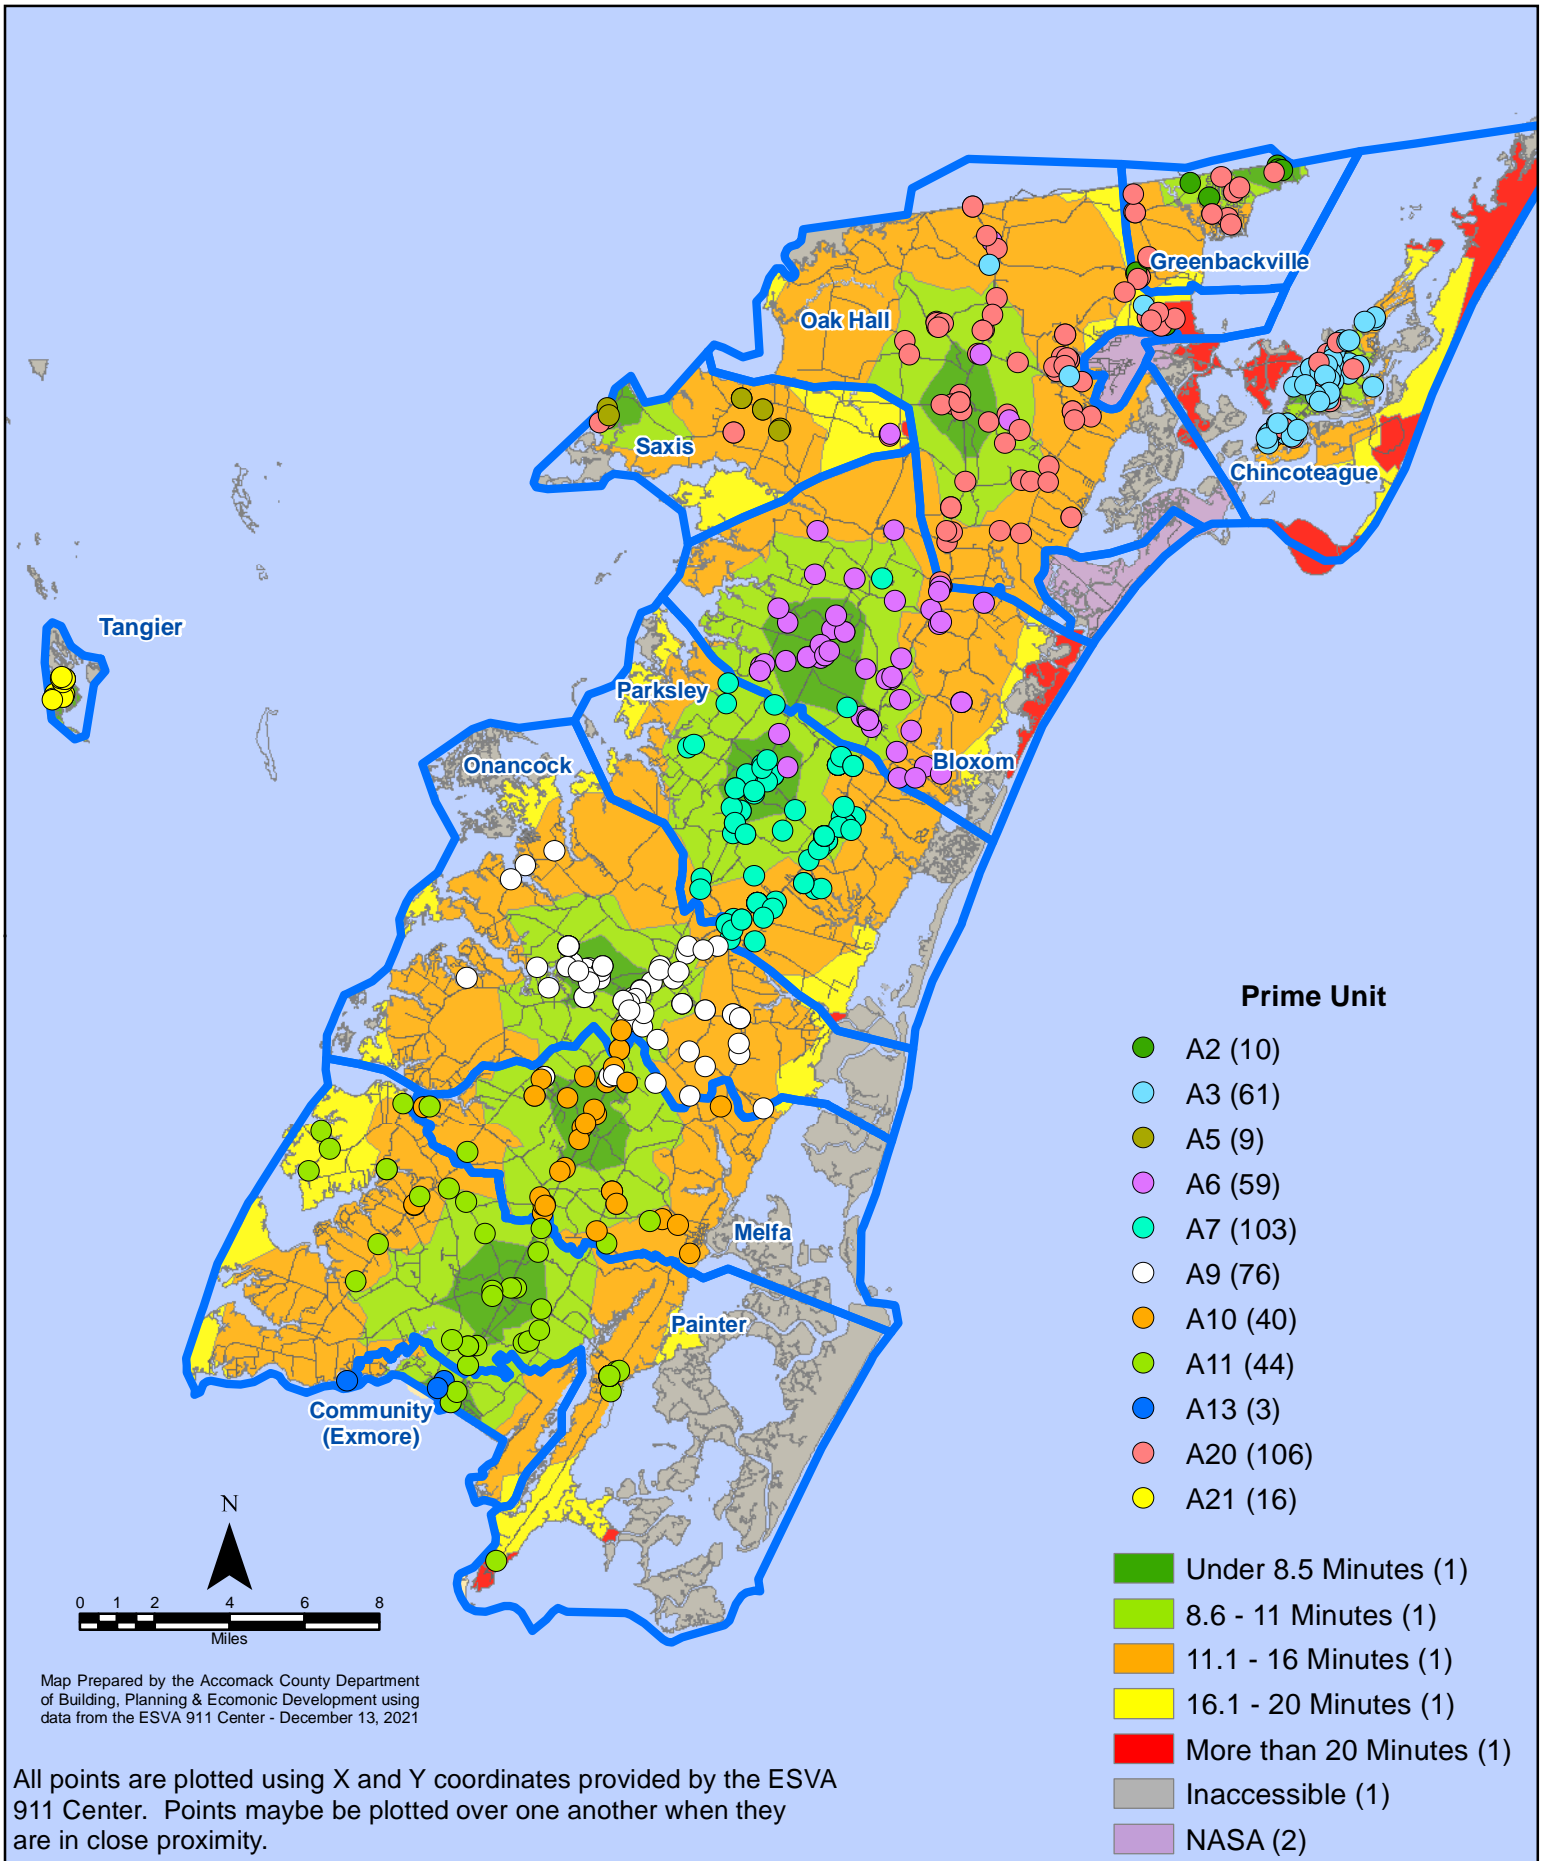 Greenbackville
Oak Hall
Saxis
Chincoteague
Tangier
Parksley
Onancock
Bloxom
Melfa
Painter
Community
(Exmore)
Prime Unit
A2 (10)
A3 (61)
A5 (9)
A6 (59)
A7 (103)
A9 (76)
A10 (40)
A11 (44)
A13 (3)
A20 (106)
A21 (16)
Under 8.5 Minutes (1)
8.6 - 11 Minutes (1)
11.1 - 16 Minutes (1)
16.1 - 20 Minutes (1)
More than 20 Minutes (1)
Inaccessible (1)
NASA (2)
N
0 1 2 4 6 8
Miles
Map Prepared by the Accomack County Department
of Building, Planning & Ecomonic Development using
data from the ESVA 911 Center - December 13, 2021
All points are plotted using X and Y coordinates provided by the ESVA
911 Center. Points maybe be plotted over one another when they
are in close proximity.